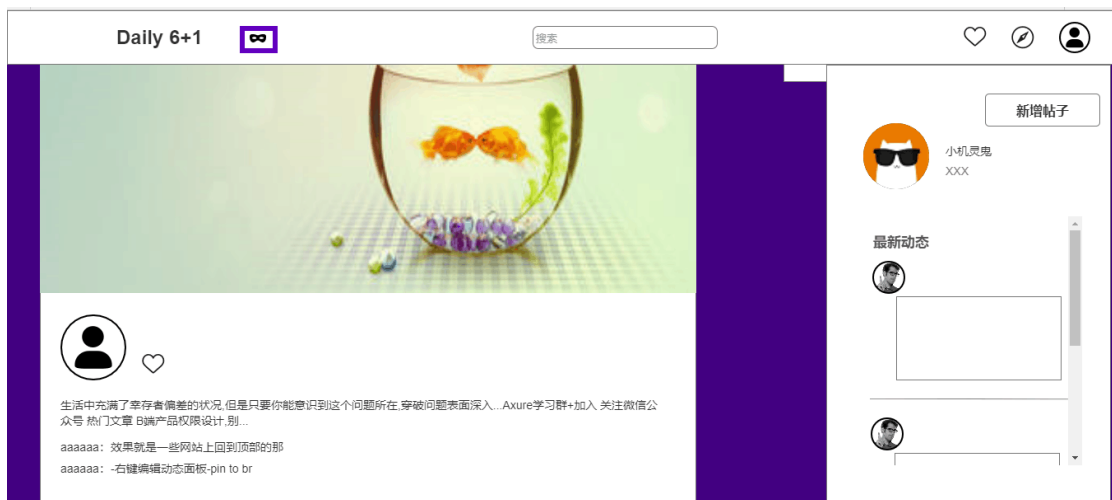 Daily 6+1
搜索
新增帖子
小机灵鬼
XXX
最新动态
生活中充满了幸存者偏差的状况,但是只要你能意识到这个问题所在,穿破问题表面深入...Axure学习群+加入 关注微信公
众号 热门文章 B端产品权限设计,别...
aaaaaa：效果就是一些网站上回到顶部的那
aaaaaa：-右键编辑动态面板-pin to br